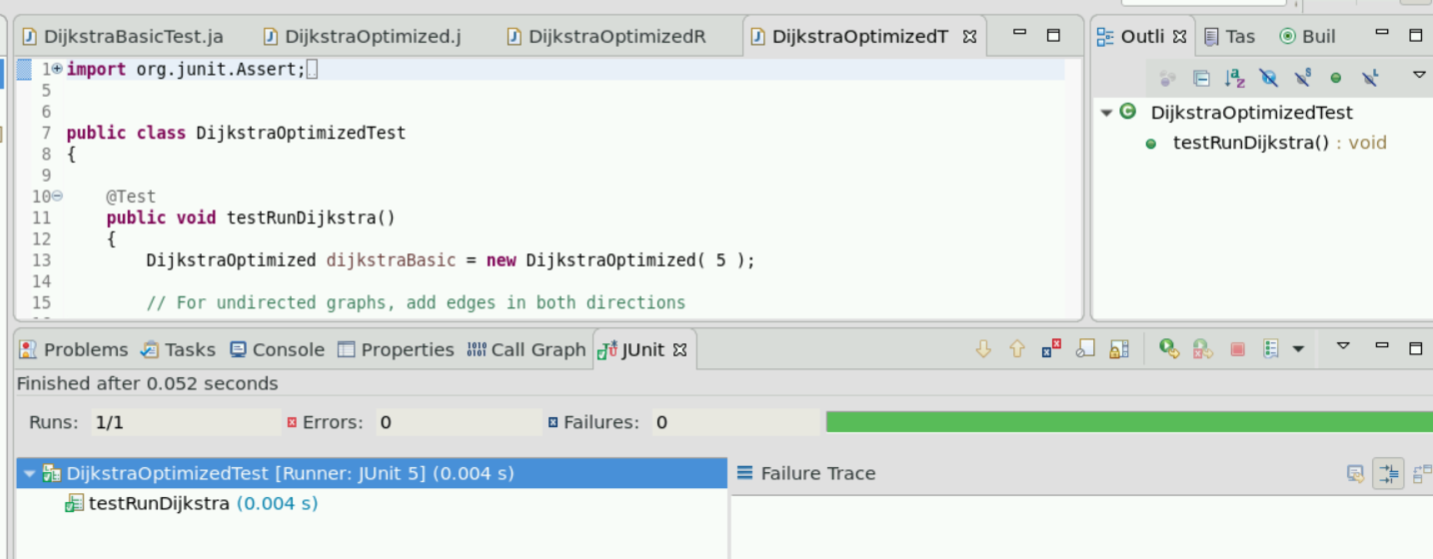 DijkstraBasicTest.ja DijkstraOptimized.j DijkstraOptimizedR DijkstraOptimizedT
Outli Tas Buil
1 import org.junit.Assert;
5
6
7 public class DijkstraOptimizedTest
8 {
9
10 @Test
11 public void testRunDijkstra()
12 {
13 DijkstraOptimized dijkstraBasic = new DijkstraOptimized( 5 );
14
15 // For undirected graphs, add edges in both directions
DijkstraOptimizedTest
testRunDijkstra() : void
Problems Tasks Console Properties Call Graph JUnit
Finished after 0.052 seconds
Runs: 1/1 Errors: 0 Failures: 0
DijkstraOptimizedTest [Runner: JUnit 5] (0.004 s)
testRunDijkstra (0.004 s)
Failure Trace